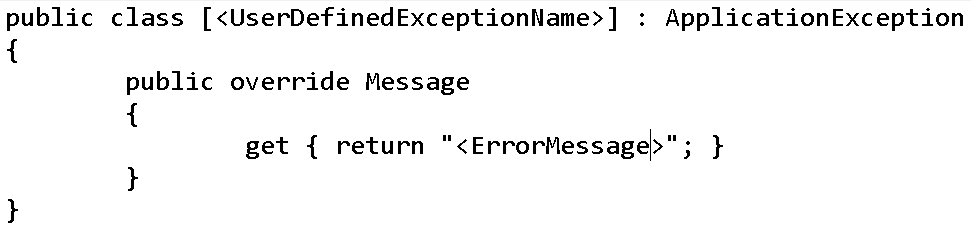 public class [<UserDefinedExceptionName>] : ApplicationException
{
public override Message
{
get { return "<ErrorMessage>"; }
}
}